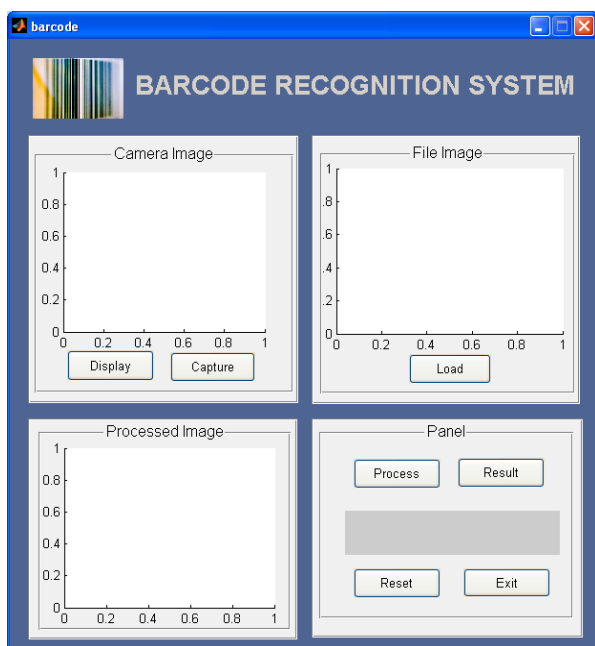 barcode
BARCODE RECOGNITION SYSTEM
Camera Image
1
0.8
0.6
0.4
0.2
0
0 0.2 0.4 0.6 0.8 1
Display Capture
File Image
1
.8
.6
.4
.2
0
0 0.2 0.4 0.6 0.8 1
Load
Processed Image
1
0.8
0.6
0.4
0.2
0
0 0.2 0.4 0.6 0.8 1
Panel
Process Result
Reset Exit